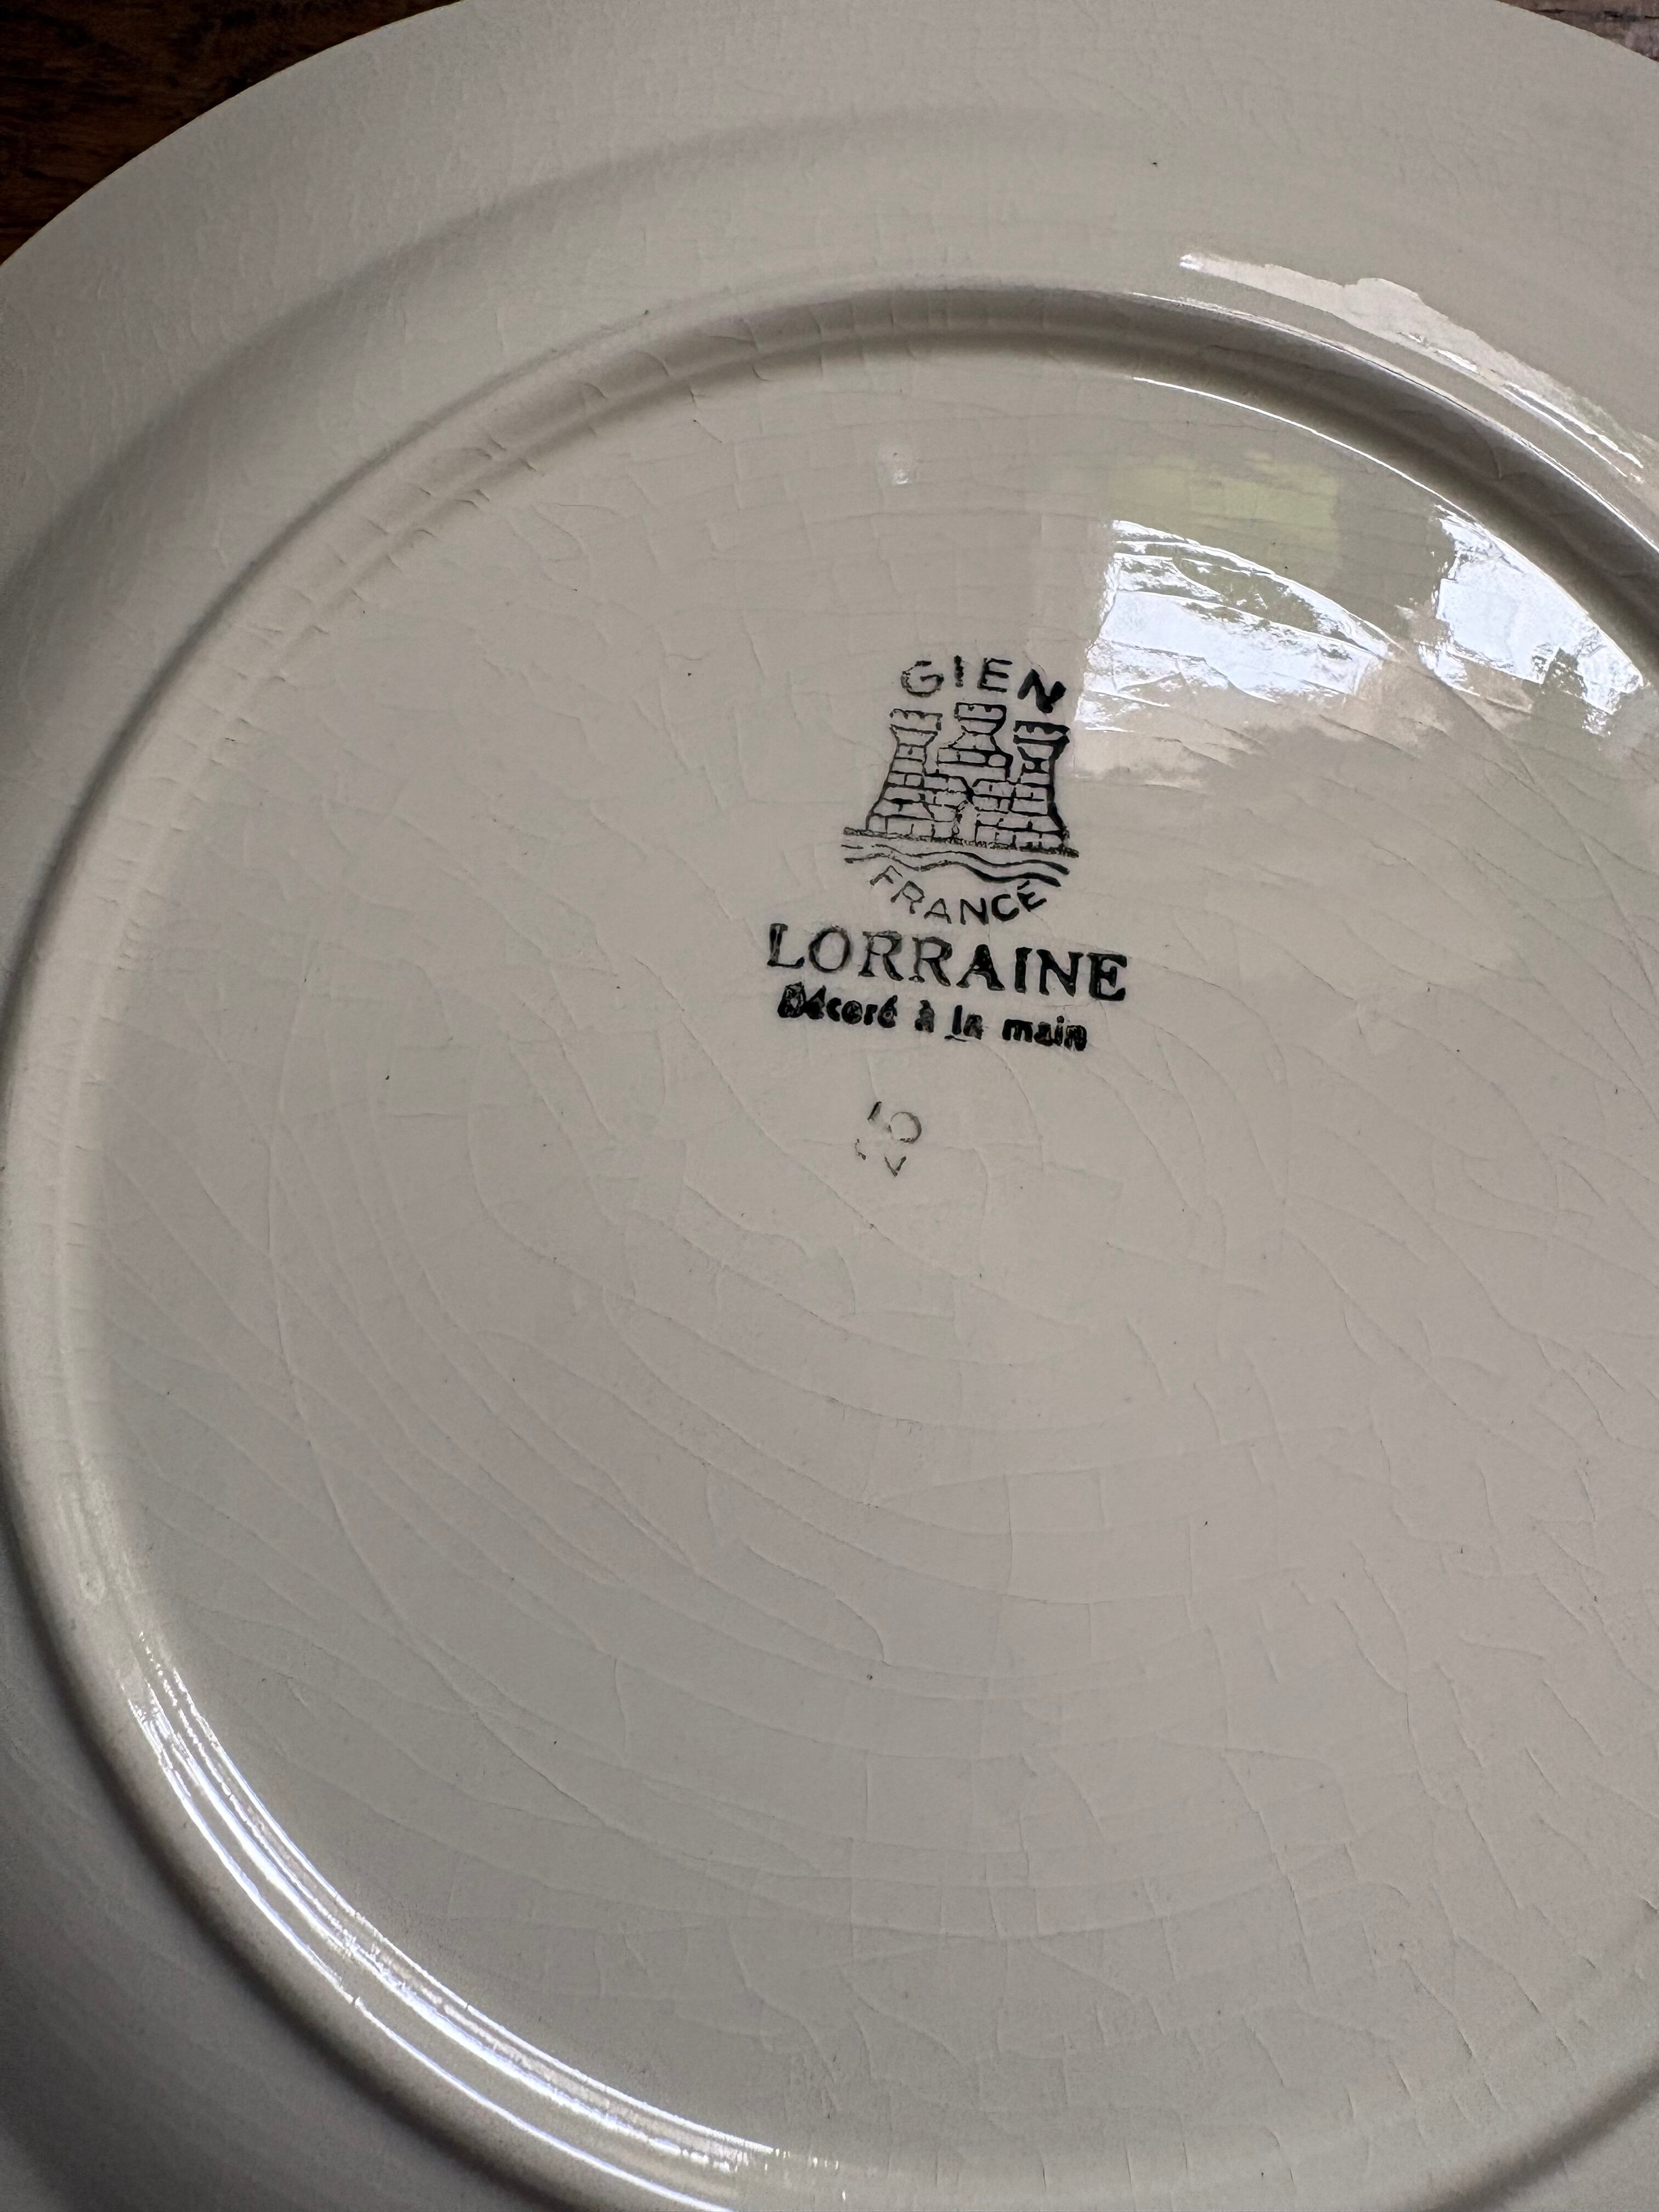 GIEN
FRANCE
LORRAINE
Décoré à la main